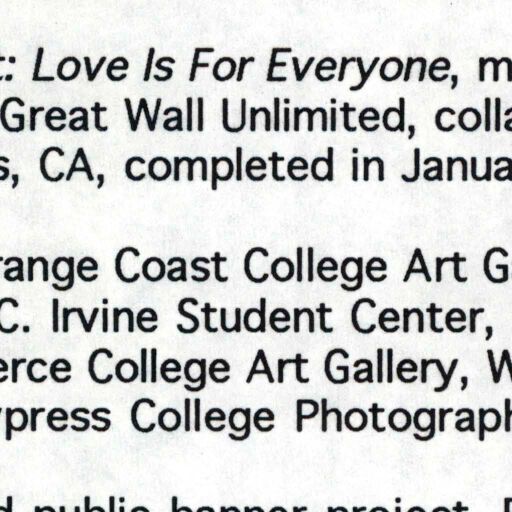 t: Love Is For Everyone, m
Great Wall Unlimited, colla
s, CA, completed in Janua
range Coast College Art G
C. Irvine Student Center,
erce College Art Gallery, W
ypress College Photograph
d public banner project